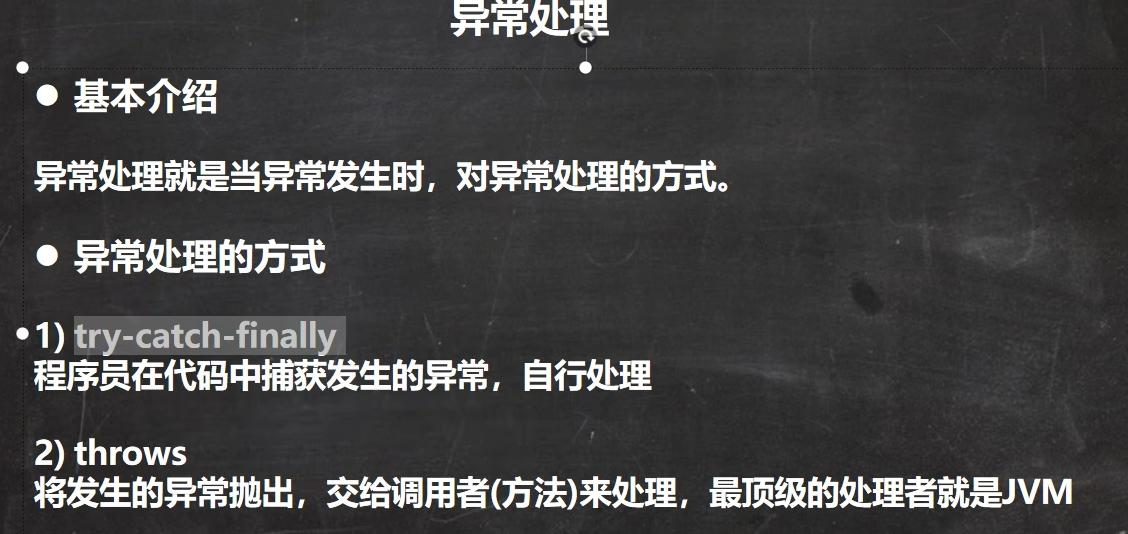 异常处理
● 基本介绍
异常处理就是当异常发生时，对异常处理的方式。
● 异常处理的方式
1) try-catch-finally
程序员在代码中捕获发生的异常，自行处理
2) throws
将发生的异常抛出，交给调用者(方法)来处理，最顶级的处理者就是JVM